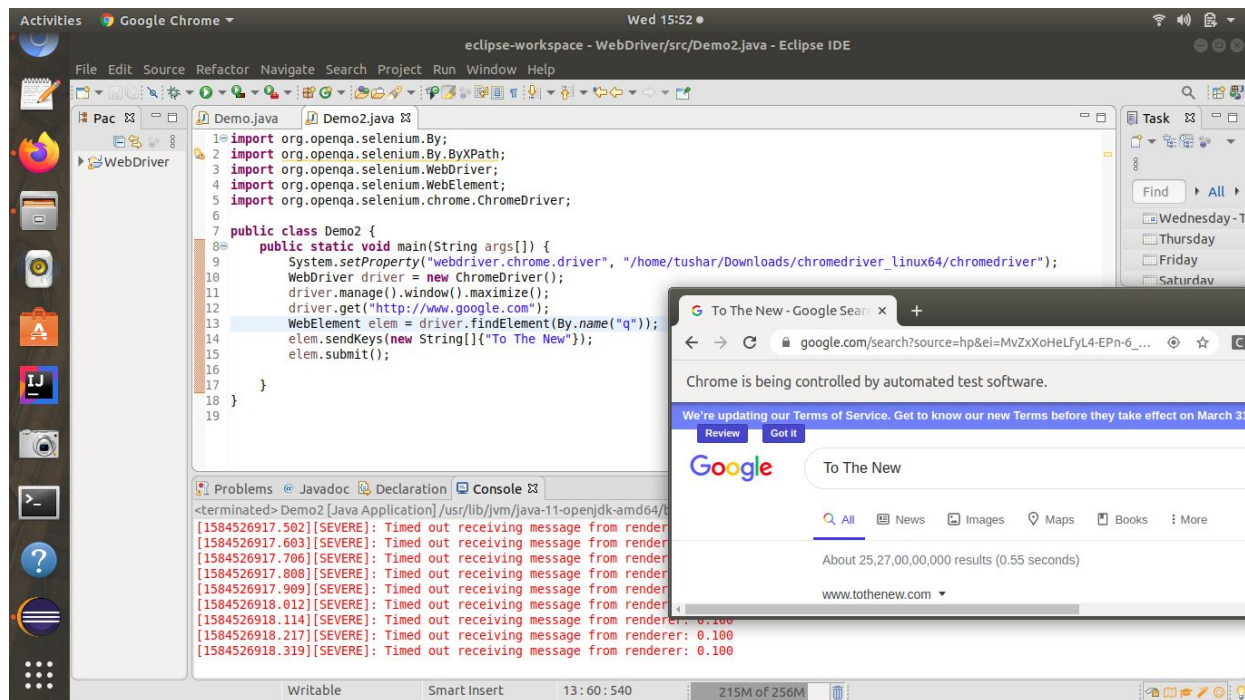 Activities Google Chrome Wed 15:52
eclipse-workspace - WebDriver/src/Demo2.java - Eclipse IDE
File Edit Source Refactor Navigate Search Project Run Window Help
Pac Demo.java Demo2.java Task
WebDriver
1 import org.openqa.selenium.By;
2 import org.openqa.selenium.By.ByXPath;
3 import org.openqa.selenium.WebDriver;
4 import org.openqa.selenium.WebElement;
5 import org.openqa.selenium.chrome.ChromeDriver;
6
7 public class Demo2 {
8 public static void main(String args[]) {
9 System.setProperty("webdriver.chrome.driver", "/home/tushar/Downloads/chromedriver_linux64/chromedriver");
10 WebDriver driver = new ChromeDriver();
11 driver.manage().window().maximize();
12 driver.get("http://www.google.com");
13 WebElement elem = driver.findElement(By.name("q"));
14 elem.sendKeys(new String[]{"To The New"});
15 elem.submit();
16
17 }
18 }
19
Find All
Wednesday - 
Thursday
Friday
Saturday
To The New - Google Sear
google.com/search?source=hp&ei=MvZxXoHeLfyL4-EPn-6_...
Chrome is being controlled by automated test software.
We're updating our Terms of Service. Get to know our new Terms before they take effect on March 31
Review Got it
Google To The New
All News Images Maps Books More
About 25,27,00,00,000 results (0.55 seconds)
www.tothenew.com
Problems Javadoc Declaration Console
<terminated> Demo2 [Java Application] /usr/lib/jvm/java-11-openjdk-amd64/
[1584526917.502][SEVERE]: Timed out receiving message from render
[1584526917.603][SEVERE]: Timed out receiving message from render
[1584526917.706][SEVERE]: Timed out receiving message from render
[1584526917.808][SEVERE]: Timed out receiving message from render
[1584526917.909][SEVERE]: Timed out receiving message from render
[1584526918.012][SEVERE]: Timed out receiving message from render
[1584526918.114][SEVERE]: Timed out receiving message from renderer: 0.100
[1584526918.217][SEVERE]: Timed out receiving message from renderer: 0.100
[1584526918.319][SEVERE]: Timed out receiving message from renderer: 0.100
Writable Smart Insert 13 : 60 : 540 215M of 256M